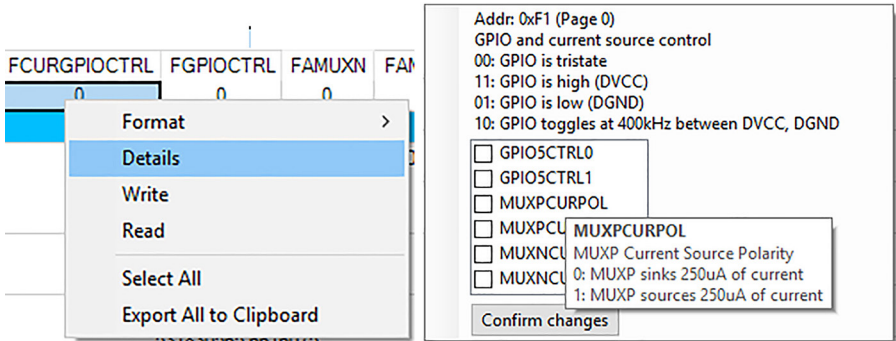 FCURGPIOCTRL FGPIOCTRL FAMUXN
0 0 0
Format >
Details
Write
Read
Select All
Export All to Clipboard
Addr: 0xF1 (Page 0)
GPIO and current source control
00: GPIO is tristate
11: GPIO is high (DVCC)
01: GPIO is low (DGND)
10: GPIO toggles at 400kHz between DVCC, DGND
GPIO5CTRL0
GPIO5CTRL1
MUXPCURPOL
MUXPCU
MUXNCU
MUXNCU
MUXPCURPOL
MUXP Current Source Polarity
0: MUXP sinks 250uA of current
1: MUXP sources 250uA of current
Confirm changes